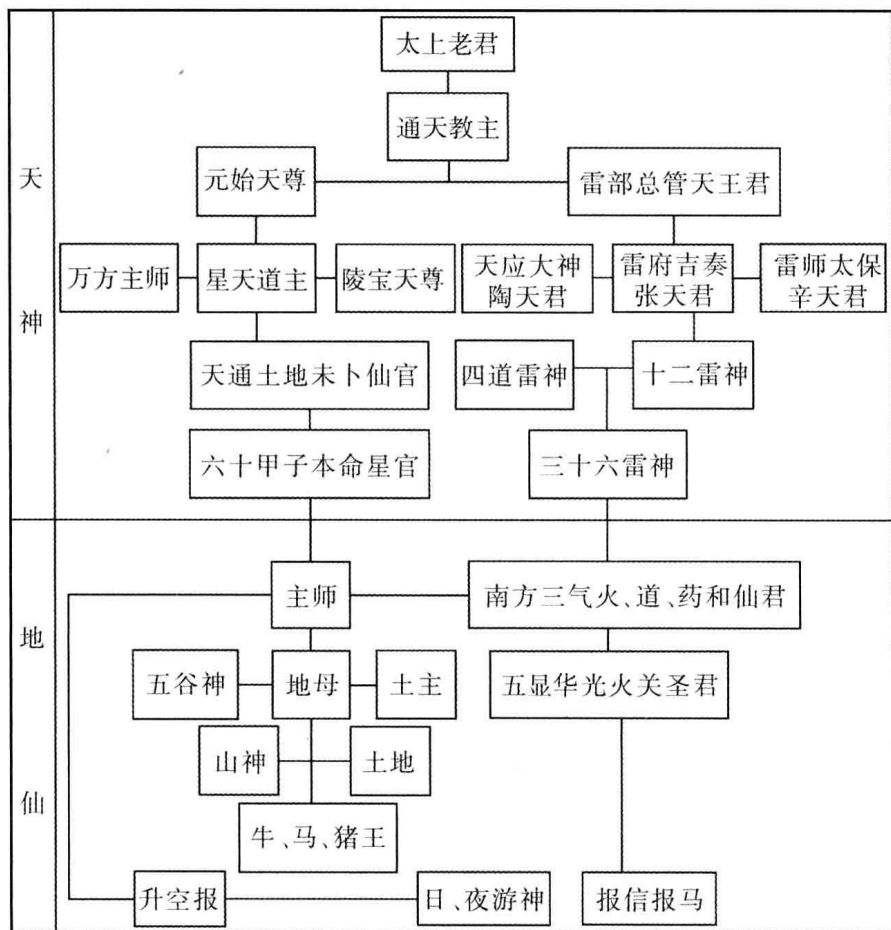 太上老君
通天教主
元始天尊
雷部总管天王君
天
神
万方主师
星天道主
陵宝天尊
天应大神
陶天君
雷府吉奏
张天君
雷师太保
辛天君
天通土地未卜仙官
四道雷神
十二雷神
六十甲子本命星官
三十六雷神
地
仙
主师
南方三气火、道、药和仙君
五谷神
地母
土主
五显华光火关圣君
山神
土地
牛、马、猪王
升空报
日、夜游神
报信报马